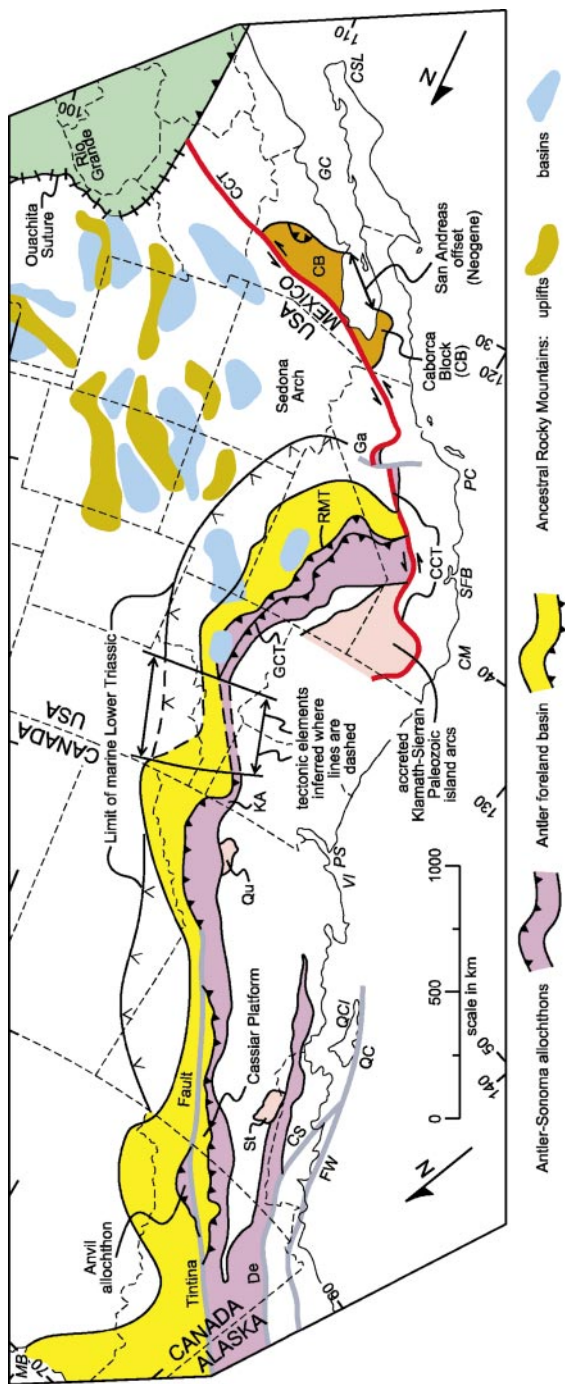 MB
70
CANADA
ALASKA
Tintina
Fault
Anvil
allochthon
De
60
Cassiar Platform
St
CS
FW
QC
QCI
50
140
N
Limit of marine Lower Triassic
CANADA
USA
KA
Qu
PS
VI
130
tectonic elements
inferred where
lines are
dashed
GCT
RMT
accreted
Klamath-Sierran
Paleozoic
island arcs
CM
40
SFB
CCT
PC
Ga
Sedona
Arch
Ouachita
Suture
100
Rio
Grande
CCT
USA
MEXICO
CB
Caborca
Block
(CB)
30
120
San Andreas
offset
(Neogene)
GC
CSL
110
N
0
500
1000
scale in km
Antler-Sonoma allochthons
Antler foreland basin
Ancestral Rocky Mountains:
uplifts
basins